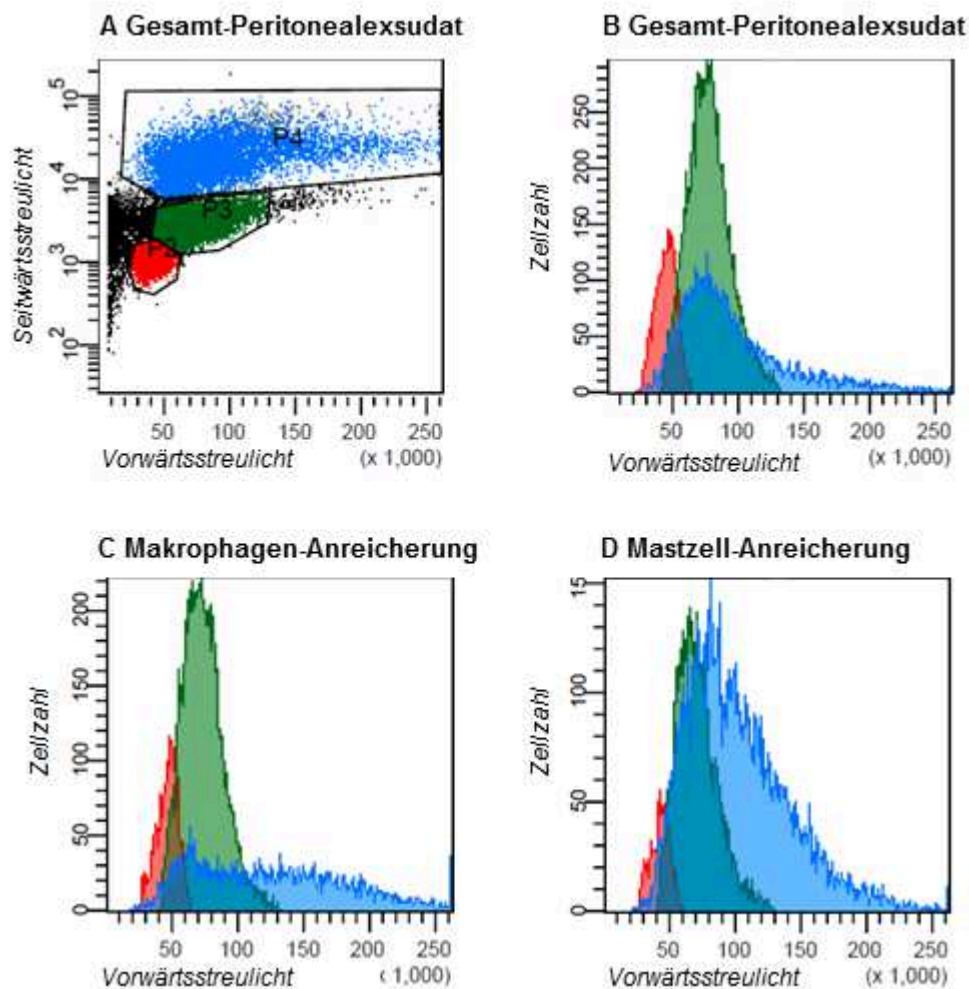 A Gesamt-Peritonealexsudat
B Gesamt-Peritonealexsudat
Seitwärtsstreulicht
10^5
10^4
10^3
10^2
P4
P3
50 100 150 200 250
Vorwärtsstreulicht (x 1,000)
Zellzahl
250
200
150
100
50
0
50 100 150 200 250
Vorwärtsstreulicht (x 1,000)
C Makrophagen-Anreicherung
D Mastzell-Anreicherung
Zellzahl
200
150
100
50
0
50 100 150 200 250
Vorwärtsstreulicht ( 1,000)
Zellzahl
15
100
50
0
50 100 150 200 250
Vorwärtsstreulicht (x 1,000)